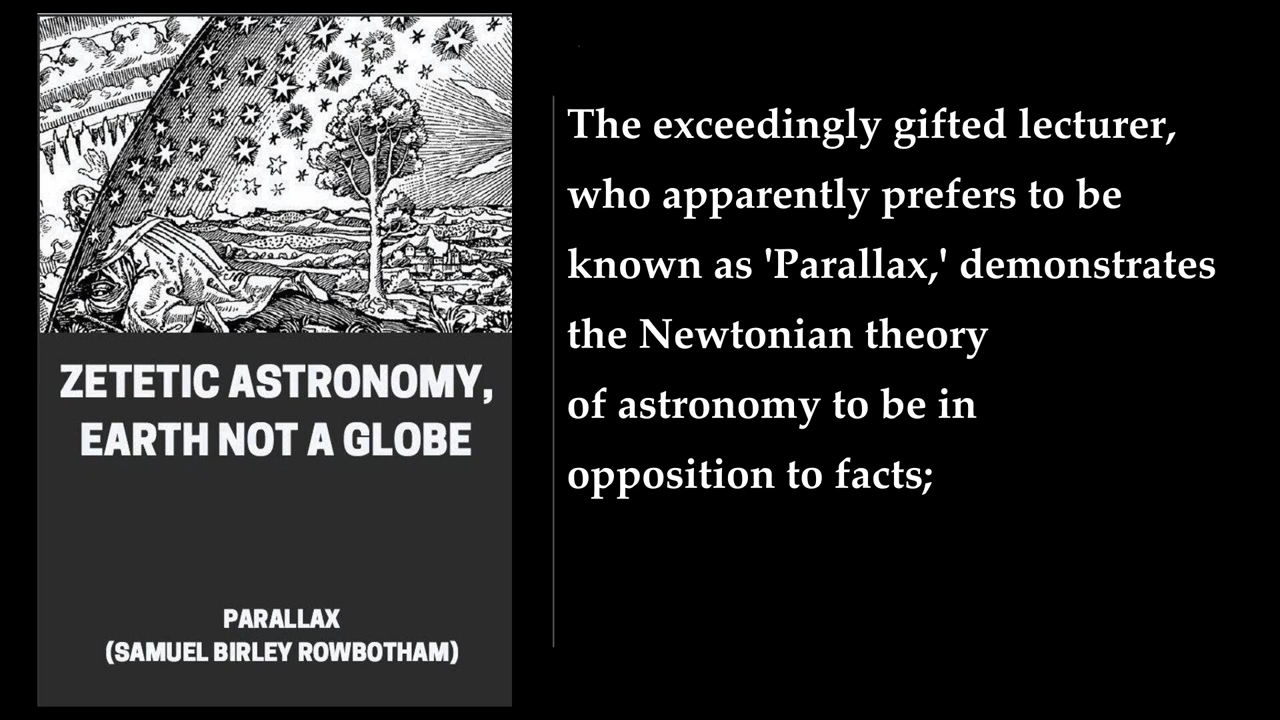 ZETETIC ASTRONOMY,
EARTH NOT A GLOBE
PARALLAX
(SAMUEL BIRLEY ROWBOTHAM)
The exceedingly gifted lecturer,
who apparently prefers to be
known as 'Parallax,' demonstrates
the Newtonian theory
of astronomy to be in
opposition to facts;